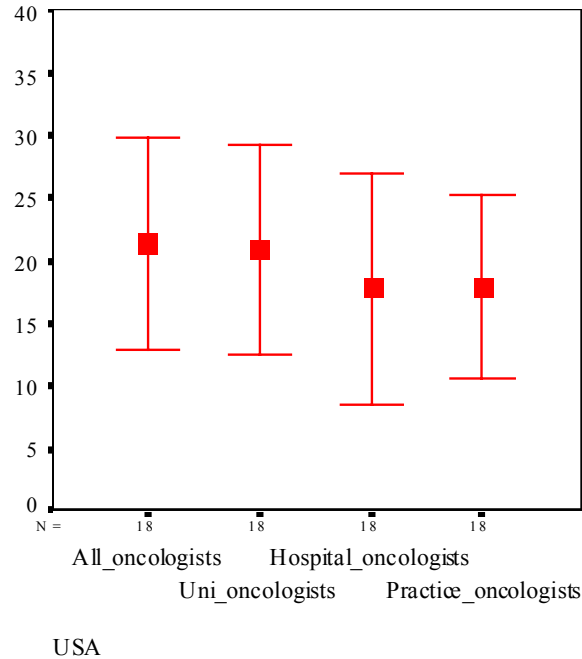 40
35
30
25
20
15
10
5
0
N = 18 18 18 18
All_oncologists Hospital_oncologists
Uni_oncologists Practice_oncologists
USA